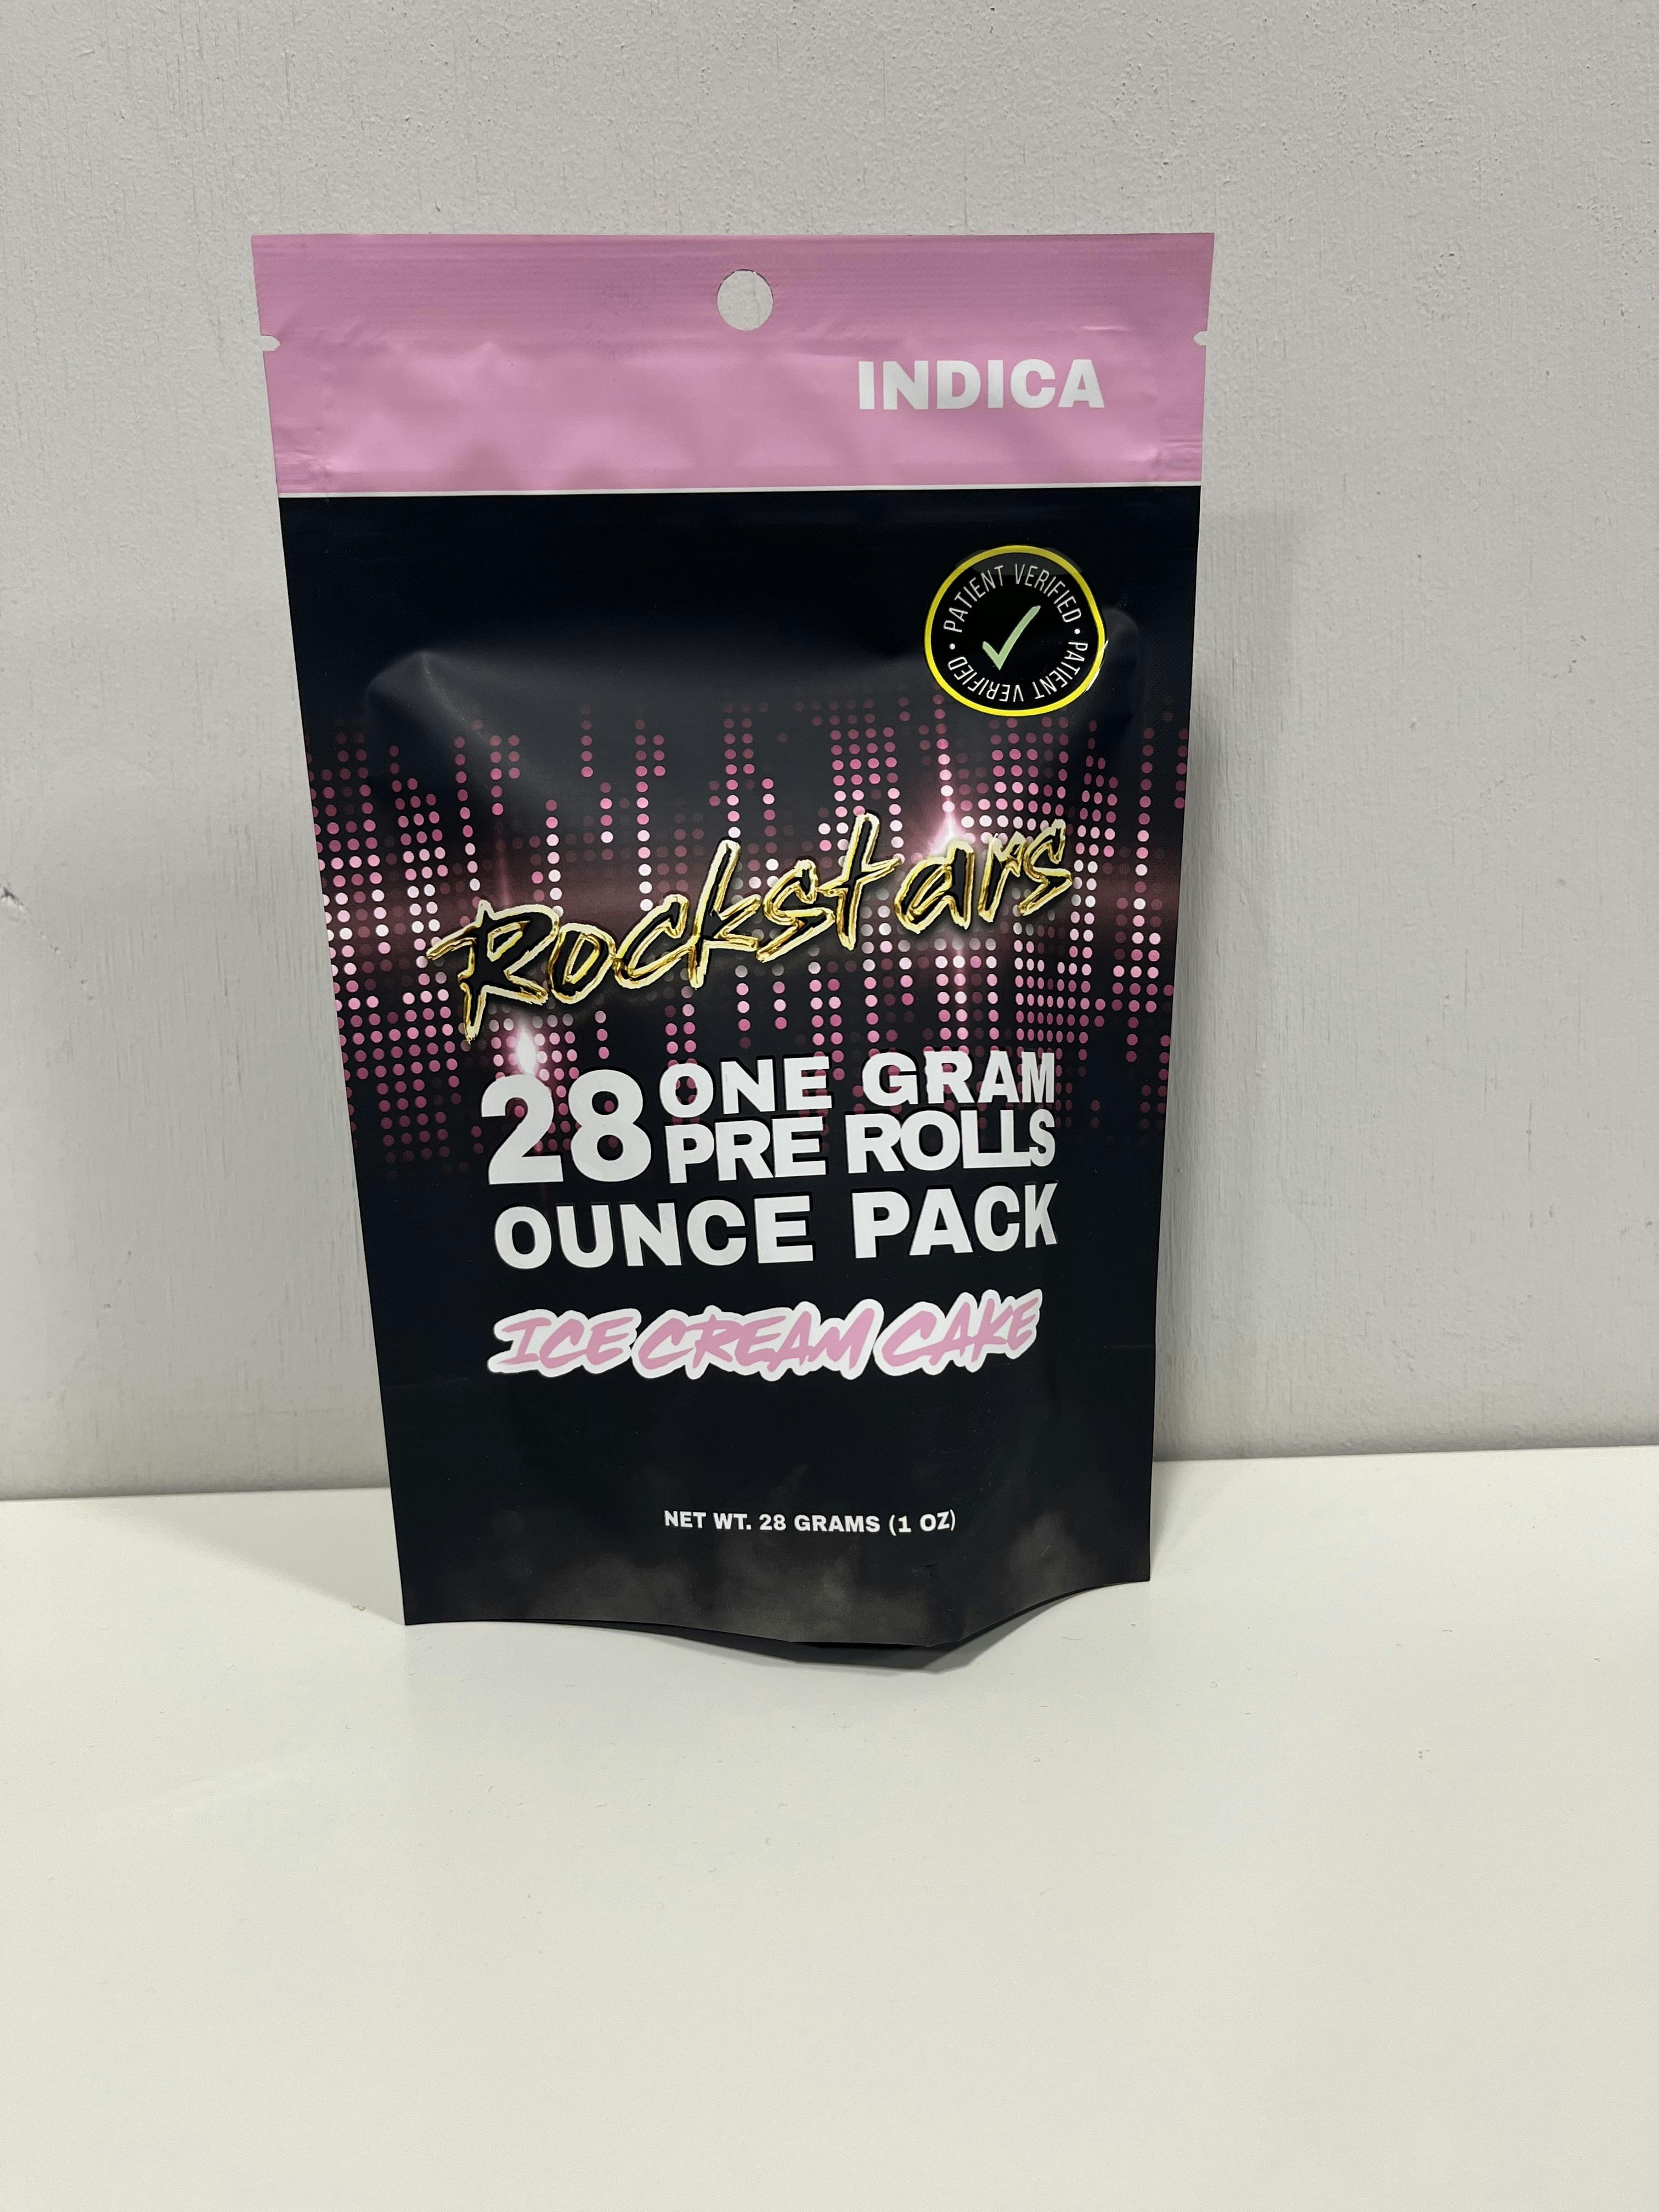 INDICA
PATIENT VERIFIED • PATIENT VERIFIED •
Rockstars
28 ONE GRAM
PRE ROLLS
OUNCE PACK
ICE CREAM CAKE
NET WT. 28 GRAMS (1 OZ)